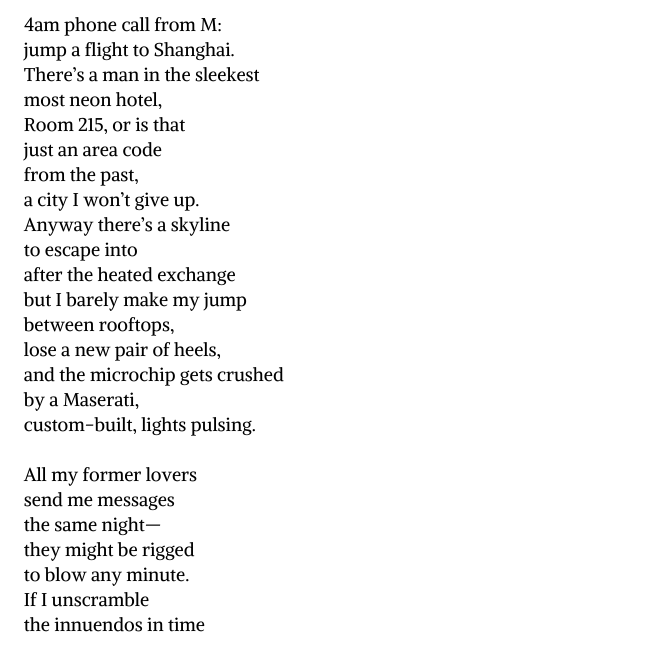 4am phone call from M:
jump a flight to Shanghai.
There’s a man in the sleekest
most neon hotel,
Room 215, or is that
just an area code
from the past,
a city I won’t give up.
Anyway there’s a skyline
to escape into
after the heated exchange
but I barely make my jump
between rooftops,
lose a new pair of heels,
and the microchip gets crushed
by a Maserati,
custom-built, lights pulsing.

All my former lovers
send me messages
the same night—
they might be rigged
to blow any minute.
If I unscramble
the innuendos in time